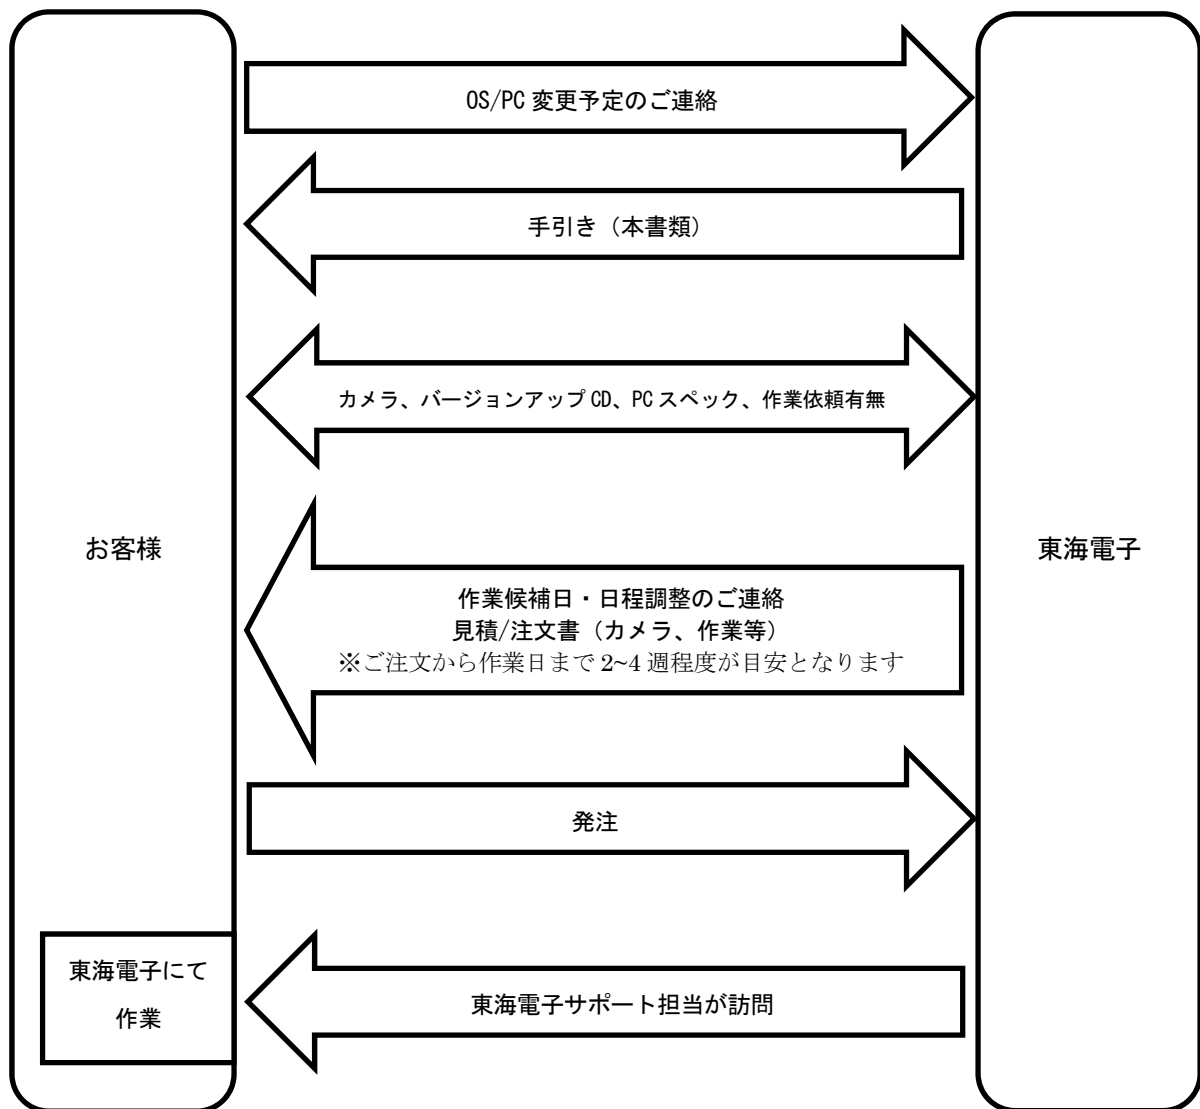 OS/PC 変更予定のご連絡
手引き（本書類）
カメラ、バージョンアップ CD、PC スペック、作業依頼有無
お客様
東海電子
作業候補日・日程調整のご連絡
見積/注文書（カメラ、作業等）
※ご注文から作業日まで 2~4 週程度が目安となります
発注
東海電子にて
作業
東海電子サポート担当が訪問